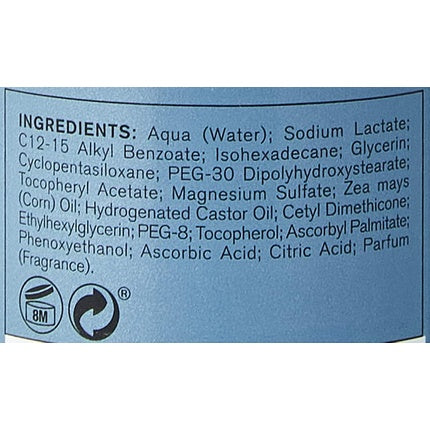 INGREDIENTS: Aqua (Water); Sodium Lactate;
C12-15 Alkyl Benzoate; Isohexadecane; Glycerin;
Cyclopentasiloxane; PEG-30 Dipolyhydroxystearate;
Tocopheryl Acetate; Magnesium Sulfate; Zea mays
(Corn) Oil; Hydrogenated Castor Oil; Cetyl Dimethicone;
Ethylhexylglycerin; PEG-8; Tocopherol; Ascorbyl Palmitate;
Phenoxyethanol; Ascorbic Acid; Citric Acid; Parfum
(Fragrance).
8M ®